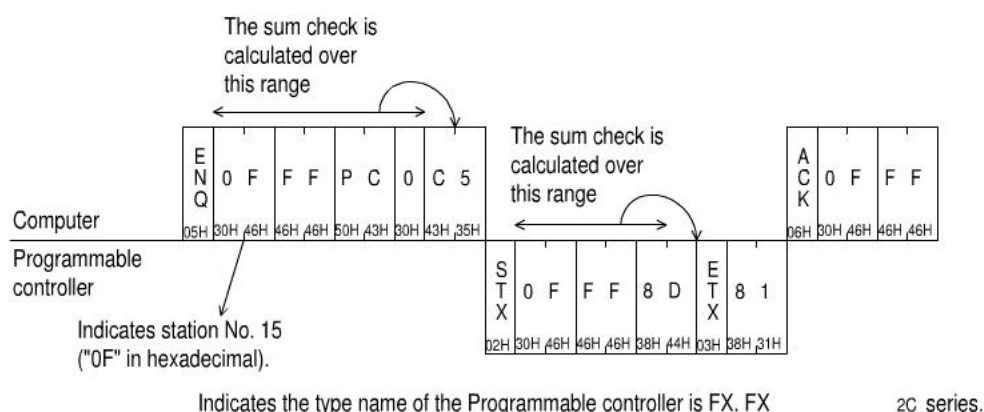 The sum check is
calculated over
this range
The sum check is
calculated over
this range
E N Q 0 F F F P C 0 C 5
A C K 0 F F F
Computer
05H 30H 46H 46H 46H 50H 43H 30H 43H 35H
06H 30H 46H 46H 46H
Programmable
controller
S T X 0 F F F 8 D E T X 8 1
02H 30H 46H 46H 46H 38H 44H 03H 38H 31H
Indicates station No. 15
("0F" in hexadecimal).
Indicates the type name of the Programmable controller is FX, FX 2C series.